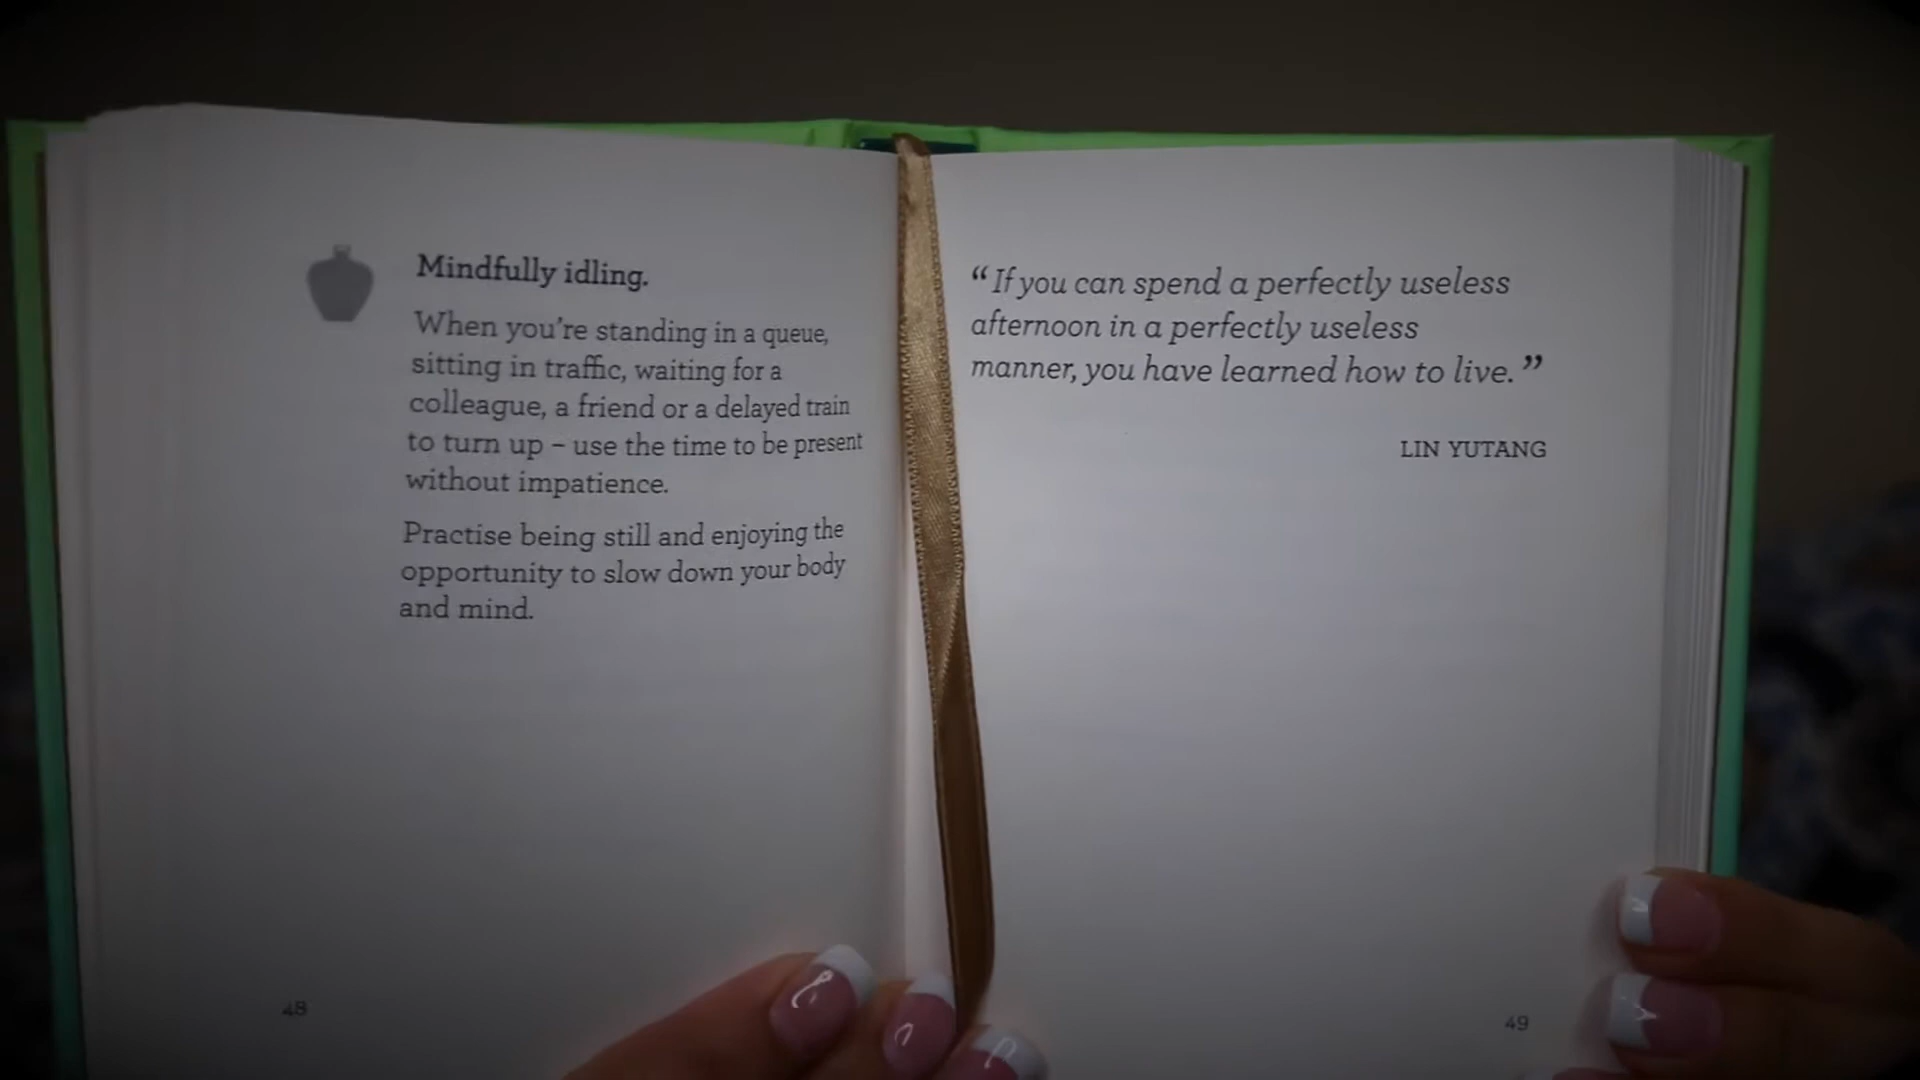 Mindfully idling.
When you're standing in a queue,
sitting in traffic, waiting for a
colleague, a friend or a delayed train
to turn up – use the time to be present
without impatience.
Practise being still and enjoying the
opportunity to slow down your body
and mind.
48
“If you can spend a perfectly useless
afternoon in a perfectly useless
manner, you have learned how to live.”
LIN YUTANG
49